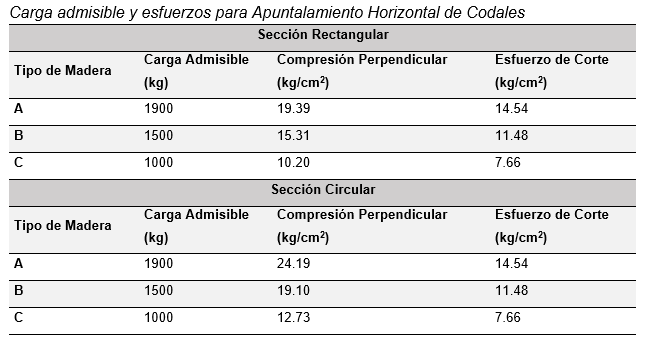 Carga admisible y esfuerzos para Apuntalamiento Horizontal de Codales
Sección Rectangular
Tipo de Madera Carga Admisible (kg) Compresión Perpendicular (kg/cm²) Esfuerzo de Corte (kg/cm²)
A 1900 19.39 14.54
B 1500 15.31 11.48
C 1000 10.20 7.66
Sección Circular
Tipo de Madera Carga Admisible (kg) Compresión Perpendicular (kg/cm²) Esfuerzo de Corte (kg/cm²)
A 1900 24.19 14.54
B 1500 19.10 11.48
C 1000 12.73 7.66